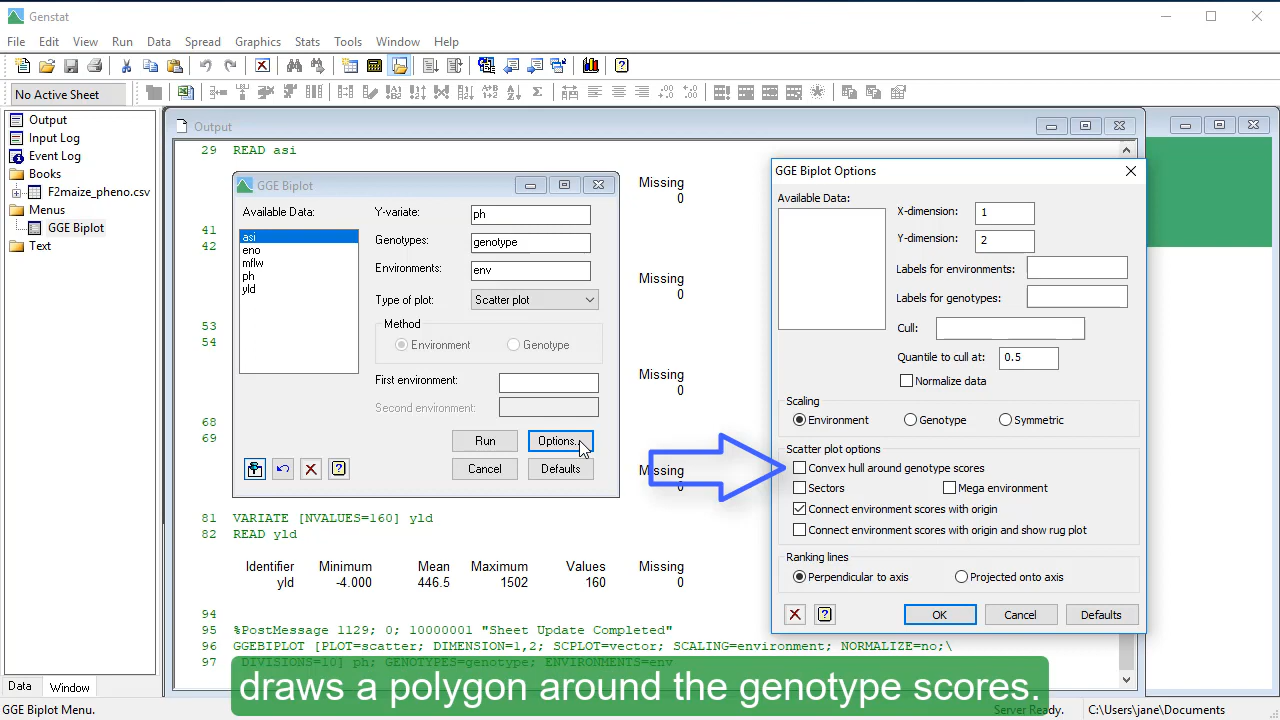 Genstat
File Edit View Run Data Spread Graphics Stats Tools Window Help
No Active Sheet
Output
Input Log
Event Log
Books
F2maize_pheno.csv
Menus
GGE Biplot
Text
Data Window
Output
29 READ asi
Missing
0
41
42
Missing
0
53
54
Missing
0
68
69
Missing
0
81 VARIATE [NVALUES=160] yld
82 READ yld
Identifier Minimum Mean Maximum Values Missing
yld -4.000 446.5 1502 160 0
94
95 %PostMessage 1129; 0; 10000001 "Sheet Update Completed"
96 GGEBIPLOT [PLOT=scatter; DIMENSION=1,2; SCPLOT=vector; SCALING=environment; NORMALIZE=no;\
97 DIVISIONS=10] ph; GENOTYPES=genotype; ENVIRONMENTS=env
GGE Biplot
Available Data:
asi
eno
mflw
ph
yld
Y-variate: ph
Genotypes: genotype
Environments: env
Type of plot: Scatter plot
Method
Environment Genotype
First environment:
Second environment:
Run Options...
Cancel Defaults
GGE Biplot Options
Available Data:
X-dimension: 1
Y-dimension: 2
Labels for environments:
Labels for genotypes:
Cull:
Quantile to cull at: 0.5
Normalize data
Scaling
Environment Genotype Symmetric
Scatter plot options
Convex hull around genotype scores
Sectors Mega environment
Connect environment scores with origin
Connect environment scores with origin and show rug plot
Ranking lines
Perpendicular to axis Projected onto axis
OK Cancel Defaults
draws a polygon around the genotype scores.
GGE Biplot Menu. Server Ready. C:\Users\jane\Documents